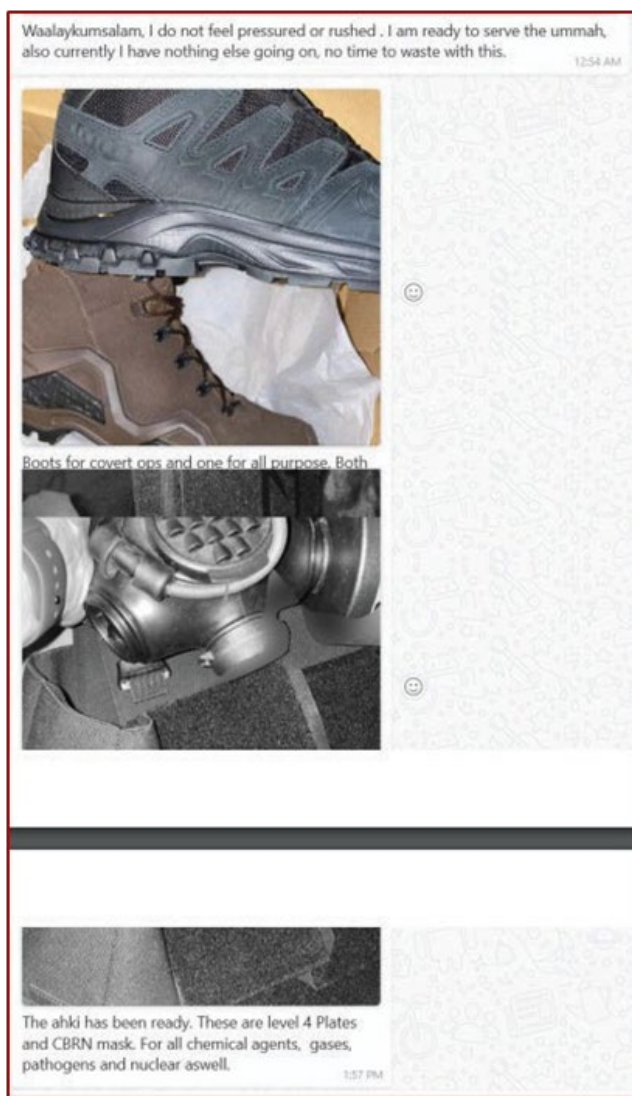 Waalaykumsalam, I do not feel pressured or rushed . I am ready to serve the ummah,
also currently I have nothing else going on, no time to waste with this.
12:54 AM
Boots for covert ops and one for all purpose. Both
The ahki has been ready. These are level 4 Plates
and CBRN mask. For all chemical agents, gases,
pathogens and nuclear aswell.
1:57 PM